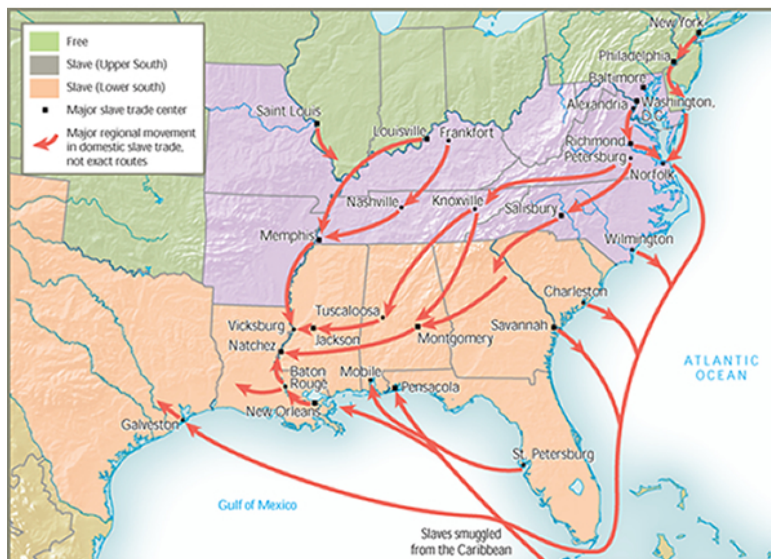 Free
Slave (Upper South)
Slave (Lower south)
Major slave trade center
Major regional movement
in domestic slave trade,
not exact routes
New York
Philadelphia
Baltimore
Alexandria
Washington,
D.C.
Saint Louis
Louisville
Frankfort
Richmond
Petersburg
Norfolk
Nashville
Knoxville
Salisbury
Memphis
Wilmington
Charleston
Tuscaloosa
Vicksburg
Jackson
Montgomery
Savannah
Natchez
ATLANTIC
OCEAN
Baton
Rouge
Mobile
Pensacola
New Orleans
Galveston
St. Petersburg
Gulf of Mexico
Slaves smuggled
from the Caribbean